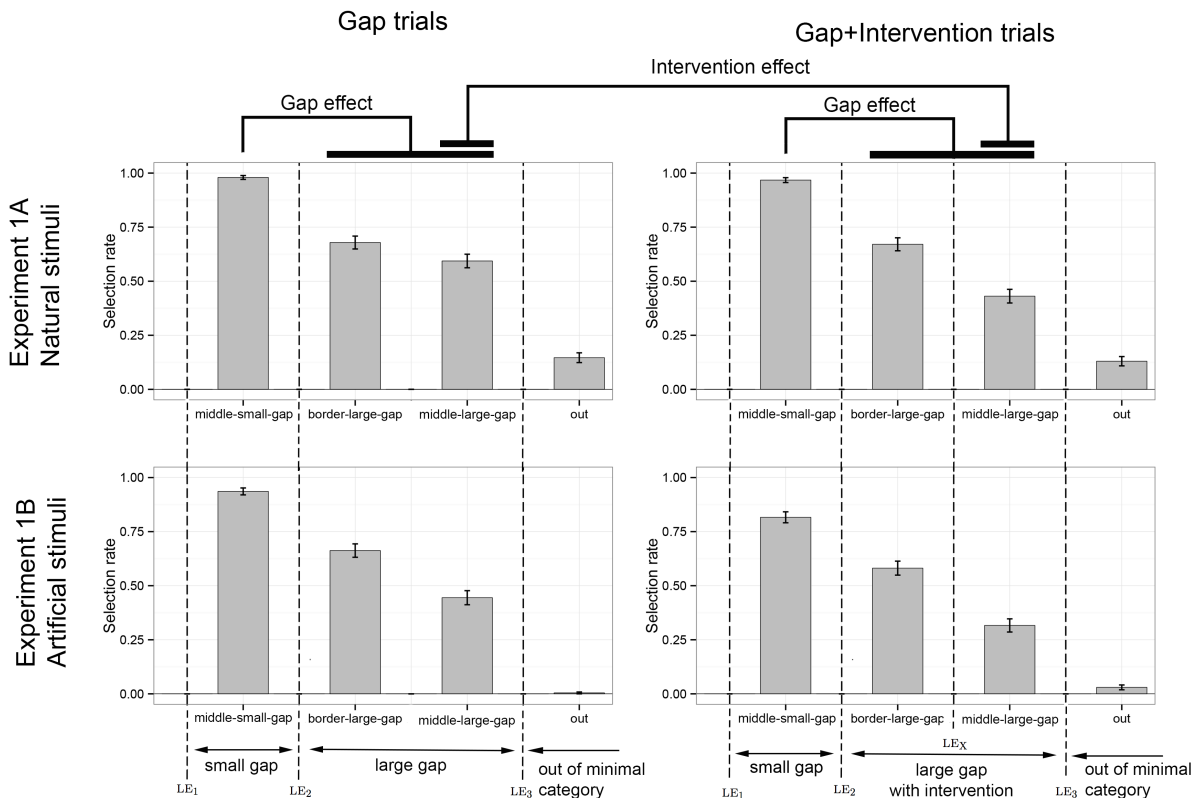 Gap trials
Gap+Intervention trials
Intervention effect
Gap effect
Gap effect
Experiment 1A
Natural stimuli
Selection rate
1.00
0.75
0.50
0.25
0.00
middle-small-gap
border-large-gap
middle-large-gap
out
Selection rate
1.00
0.75
0.50
0.25
0.00
middle-small-gap
border-large-gap
middle-large-gap
out
Experiment 1B
Artificial stimuli
Selection rate
1.00
0.75
0.50
0.25
0.00
middle-small-gap
border-large-gap
middle-large-gap
out
Selection rate
1.00
0.75
0.50
0.25
0.00
middle-small-gap
border-large-gap
middle-large-gap
out
small gap
large gap
out of minimal
category
LE1
LE2
LE3
LEX
small gap
large gap
with intervention
out of minimal
category
LE1
LE2
LE3